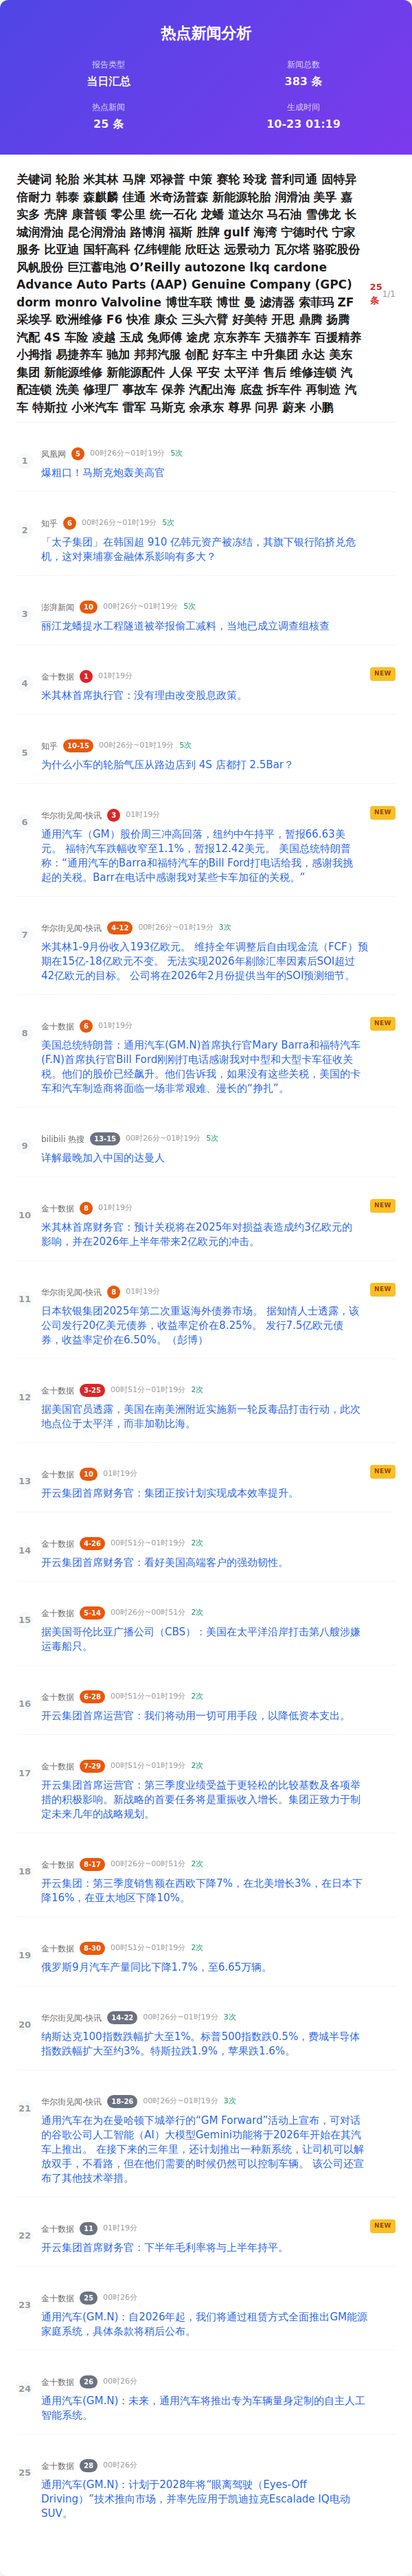 热点新闻分析
报告类型
当日汇总
新闻总数
383 条
热点新闻
25 条
生成时间
10-23 01:19
关键词 轮胎 米其林 马牌 邓禄普 中策 赛轮 玲珑 普利司通 固特异
倍耐力 韩泰 森麒麟 佳通 米奇汤普森 新能源轮胎 润滑油 美孚 嘉
实多 壳牌 康普顿 零公里 统一石化 龙蟠 道达尔 马石油 雪佛龙 长
城润滑油 昆仑润滑油 路博润 福斯 胜牌 gulf 海湾 宁德时代 宁家
服务 比亚迪 国轩高科 亿纬锂能 欣旺达 远景动力 瓦尔塔 骆驼股份
风帆股份 巨江蓄电池 O’Reilly autozone lkq cardone
Advance Auto Parts (AAP) Genuine Company (GPC)
dorm monro Valvoline 博世车联 博世 曼 滤清器 索菲玛 ZF
采埃孚 欧洲维修 F6 快准 康众 三头六臂 好美特 开思 鼎腾 扬腾
汽配 4S 车险 凌越 玉成 兔师傅 途虎 京东养车 天猫养车 百援精养
小拇指 易捷养车 驰加 邦邦汽服 创配 好车主 中升集团 永达 美东
集团 新能源维修 新能源配件 人保 平安 太平洋 售后 维修连锁 汽
配连锁 洗美 修理厂 事故车 保养 汽配出海 底盘 拆车件 再制造 汽
车 特斯拉 小米汽车 雷军 马斯克 余承东 尊界 问界 蔚来 小鹏
25
条
1/1
1
凤凰网 5 00时26分~01时19分 5次
爆粗口！马斯克炮轰美高官
2
知乎 6 00时26分~01时19分 5次
「太子集团」在韩国超 910 亿韩元资产被冻结，其旗下银行陷挤兑危
机，这对柬埔寨金融体系影响有多大？
3
澎湃新闻 10 00时26分~01时19分 5次
丽江龙蟠提水工程隧道被举报偷工减料，当地已成立调查组核查
4
金十数据 1 01时19分
NEW
米其林首席执行官：没有理由改变股息政策。
5
知乎 10-15 00时26分~01时19分 5次
为什么小车的轮胎气压从路边店到 4S 店都打 2.5Bar？
6
华尔街见闻-快讯 3 01时19分
NEW
通用汽车（GM）股价周三冲高回落，纽约中午持平，暂报66.63美
元。 福特汽车跌幅收窄至1.1%，暂报12.42美元。 美国总统特朗普
称：“通用汽车的Barra和福特汽车的Bill Ford打电话给我，感谢我挑
起的关税。Barr在电话中感谢我对某些卡车加征的关税。”
7
华尔街见闻-快讯 4-12 00时26分~01时19分 3次
米其林1-9月份收入193亿欧元。 维持全年调整后自由现金流（FCF）预
期在15亿-18亿欧元不变。 无法实现2026年剔除汇率因素后SOI超过
42亿欧元的目标。 公司将在2026年2月份提供当年的SOI预测细节。
8
金十数据 6 01时19分
NEW
美国总统特朗普：通用汽车(GM.N)首席执行官Mary Barra和福特汽车
(F.N)首席执行官Bill Ford刚刚打电话感谢我对中型和大型卡车征收关
税。他们的股价已经飙升。他们告诉我，如果没有这些关税，美国的卡
车和汽车制造商将面临一场非常艰难、漫长的“挣扎”。
9
bilibili 热搜 13-15 00时26分~01时19分 5次
详解最晚加入中国的达曼人
10
金十数据 8 01时19分
NEW
米其林首席财务官：预计关税将在2025年对损益表造成约3亿欧元的
影响，并在2026年上半年带来2亿欧元的冲击。
11
华尔街见闻-快讯 8 01时19分
NEW
日本软银集团2025年第二次重返海外债券市场。 据知情人士透露，该
公司发行20亿美元债券，收益率定价在8.25%。 发行7.5亿欧元债
券，收益率定价在6.50%。（彭博）
12
金十数据 3-25 00时51分~01时19分 2次
据美国官员透露，美国在南美洲附近实施新一轮反毒品打击行动，此次
地点位于太平洋，而非加勒比海。
13
金十数据 10 01时19分
NEW
开云集团首席财务官：集团正按计划实现成本效率提升。
14
金十数据 4-26 00时51分~01时19分 2次
开云集团首席财务官：看好美国高端客户的强劲韧性。
15
金十数据 5-14 00时26分~00时51分 2次
据美国哥伦比亚广播公司（CBS）：美国在太平洋沿岸打击第八艘涉嫌
运毒船只。
16
金十数据 6-28 00时51分~01时19分 2次
开云集团首席运营官：我们将动用一切可用手段，以降低资本支出。
17
金十数据 7-29 00时51分~01时19分 2次
开云集团首席运营官：第三季度业绩受益于更轻松的比较基数及各项举
措的积极影响。新战略的首要任务将是重振收入增长。集团正致力于制
定未来几年的战略规划。
18
金十数据 8-17 00时26分~00时51分 2次
开云集团：第三季度销售额在西欧下降7%，在北美增长3%，在日本下
降16%，在亚太地区下降10%。
19
金十数据 8-30 00时51分~01时19分 2次
俄罗斯9月汽车产量同比下降1.7%，至6.65万辆。
20
华尔街见闻-快讯 14-22 00时26分~01时19分 3次
纳斯达克100指数跌幅扩大至1%。标普500指数跌0.5%，费城半导体
指数跌幅扩大至约3%。特斯拉跌1.9%，苹果跌1.6%。
21
华尔街见闻-快讯 18-26 00时26分~01时19分 3次
通用汽车在为在曼哈顿下城举行的“GM Forward”活动上宣布，可对话
的谷歌公司人工智能（AI）大模型Gemini功能将于2026年开始在其汽
车上推出。 在接下来的三年里，还计划推出一种新系统，让司机可以解
放双手，不看路，但在他们需要的时候仍然可以控制车辆。 该公司还宣
布了其他技术举措。
22
金十数据 11 01时19分
NEW
开云集团首席财务官：下半年毛利率将与上半年持平。
23
金十数据 25 00时26分
通用汽车(GM.N)：自2026年起，我们将通过租赁方式全面推出GM能源
家庭系统，具体条款将稍后公布。
24
金十数据 26 00时26分
通用汽车(GM.N)：未来，通用汽车将推出专为车辆量身定制的自主人工
智能系统。
25
金十数据 28 00时26分
通用汽车(GM.N)：计划于2028年将“眼离驾驶（Eyes-Off
Driving）”技术推向市场，并率先应用于凯迪拉克Escalade IQ电动
SUV。